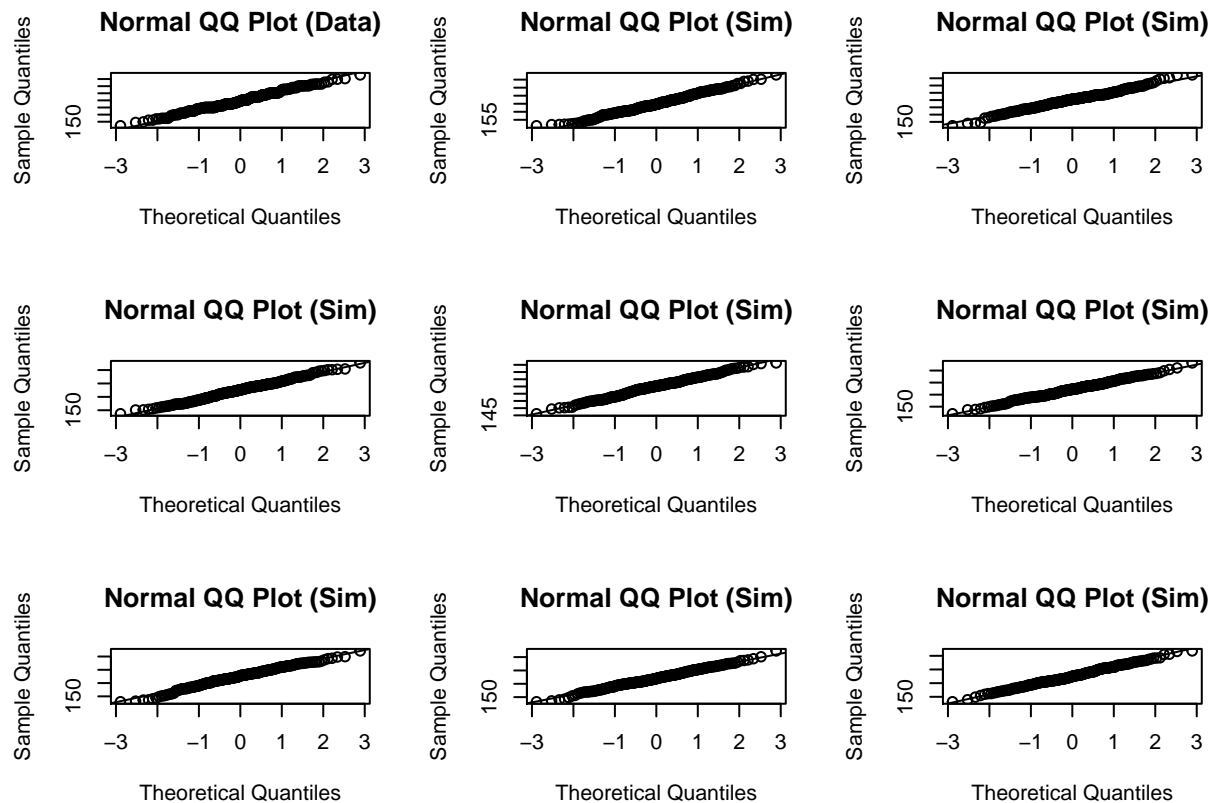 Normal QQ Plot (Data)
Sample Quantiles
150
−3 −1 0 1 2 3
Theoretical Quantiles
Normal QQ Plot (Sim)
Sample Quantiles
155
−3 −1 0 1 2 3
Theoretical Quantiles
Normal QQ Plot (Sim)
Sample Quantiles
150
−3 −1 0 1 2 3
Theoretical Quantiles
Normal QQ Plot (Sim)
Sample Quantiles
150
−3 −1 0 1 2 3
Theoretical Quantiles
Normal QQ Plot (Sim)
Sample Quantiles
145
−3 −1 0 1 2 3
Theoretical Quantiles
Normal QQ Plot (Sim)
Sample Quantiles
150
−3 −1 0 1 2 3
Theoretical Quantiles
Normal QQ Plot (Sim)
Sample Quantiles
150
−3 −1 0 1 2 3
Theoretical Quantiles
Normal QQ Plot (Sim)
Sample Quantiles
150
−3 −1 0 1 2 3
Theoretical Quantiles
Normal QQ Plot (Sim)
Sample Quantiles
150
−3 −1 0 1 2 3
Theoretical Quantiles